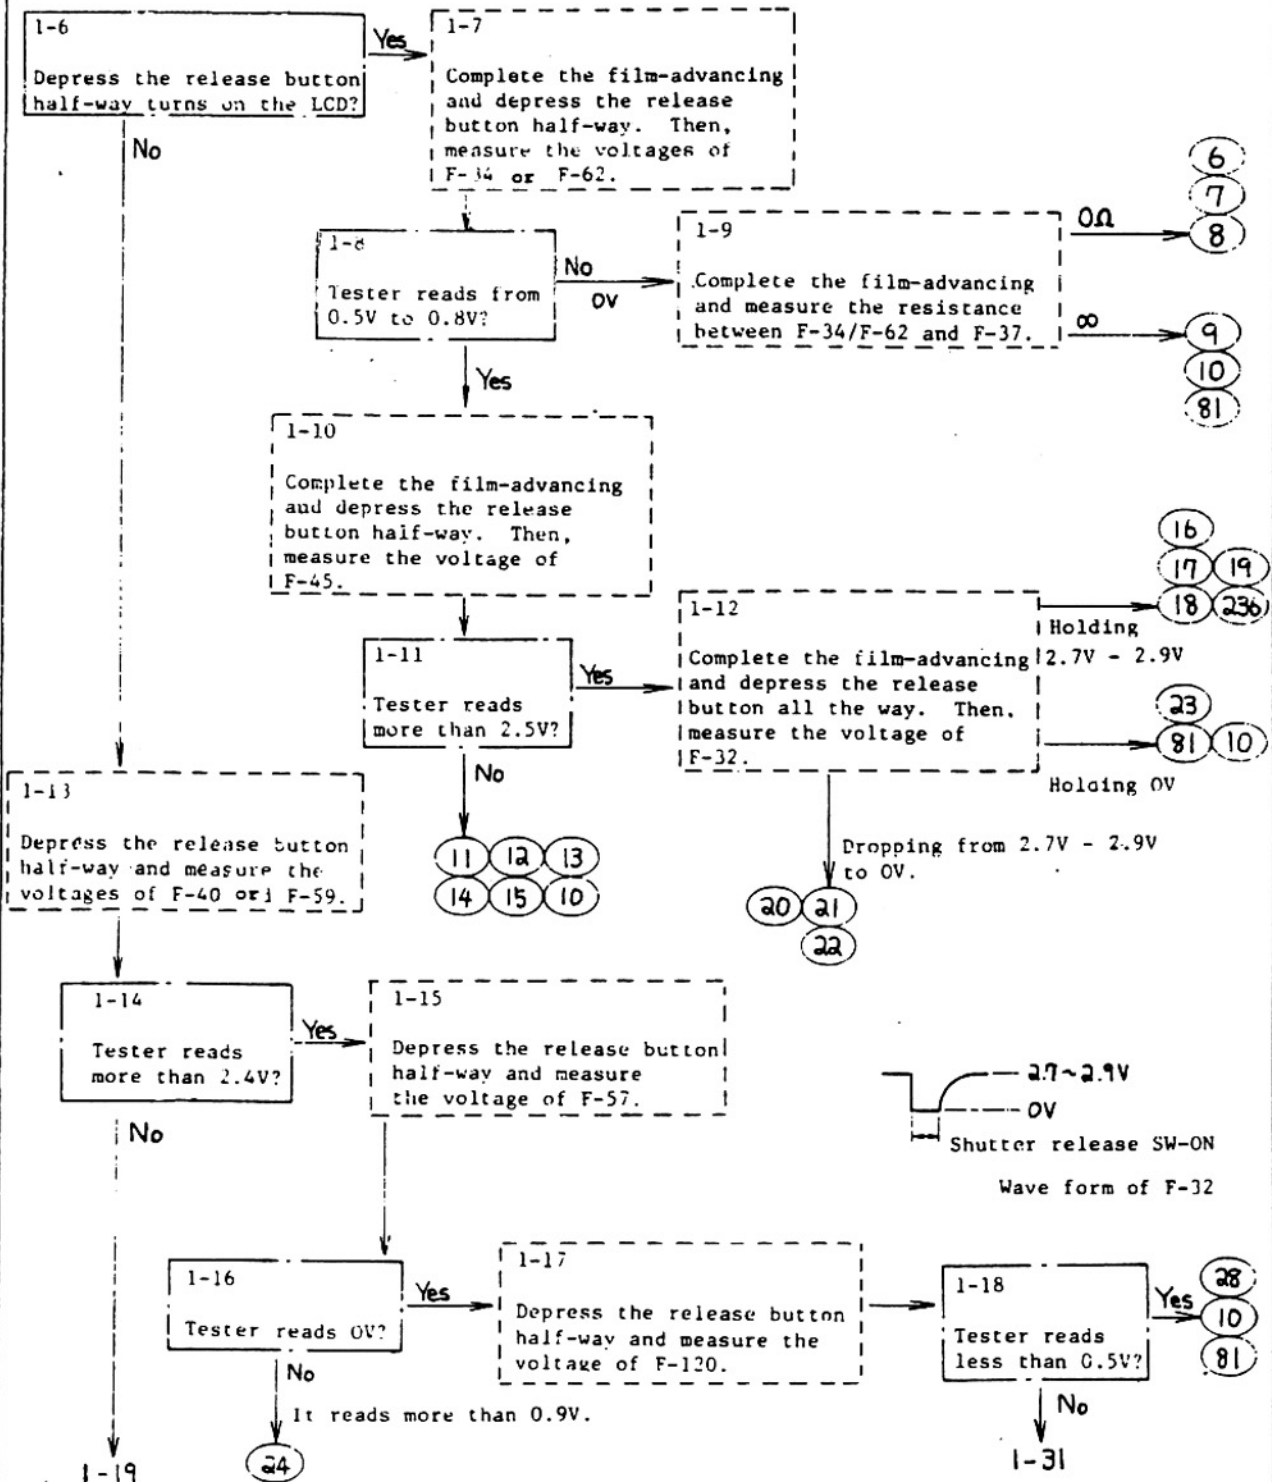 1-6
Depress the release button
half-way turns on the LCD?
Yes
No
1-7
Complete the film-advancing
and depress the release
button half-way. Then,
measure the voltages of
F-34 or F-62.
1-8
Tester reads from
0.5V to 0.8V?
No
0V
Yes
1-9
Complete the film-advancing
and measure the resistance
between F-34/F-62 and F-37.
0Ω
6
7
8
∞
9
10
81
1-10
Complete the film-advancing
and depress the release
button half-way. Then,
measure the voltage of
F-45.
1-11
Tester reads
more than 2.5V?
Yes
No
11 12 13
14 15 10
1-12
Complete the film-advancing
and depress the release
button all the way. Then,
measure the voltage of
F-32.
16
17 19
18 236
Holding
2.7V - 2.9V
23
81 10
Holding 0V
Dropping from 2.7V - 2.9V
to 0V.
20 21
22
1-13
Depress the release button
half-way and measure the
voltages of F-40 or F-59.
1-14
Tester reads
more than 2.4V?
Yes
No
1-15
Depress the release button
half-way and measure
the voltage of F-57.
2.7~2.9V
0V
Shutter release SW-ON
Wave form of F-32
1-16
Tester reads 0V?
Yes
No
It reads more than 0.9V.
24
1-17
Depress the release button
half-way and measure the
voltage of F-120.
1-18
Tester reads
less than 0.5V?
Yes
28
10
81
No
1-31
1-19